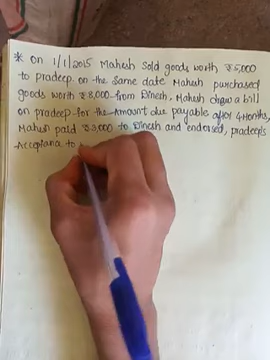 * On 1/1/2015 Mahesh Sold goods worth ₹5,000
to pradeep. on the Same date Mahesh purchased
goods worth ₹8,000 from Dinesh. Mahesh draw a bill
on pradeep for the Amount due payable after 4 Months,
Mahesh paid ₹3,000 to Dinesh and endorsed, pradeep's
Acceptance to